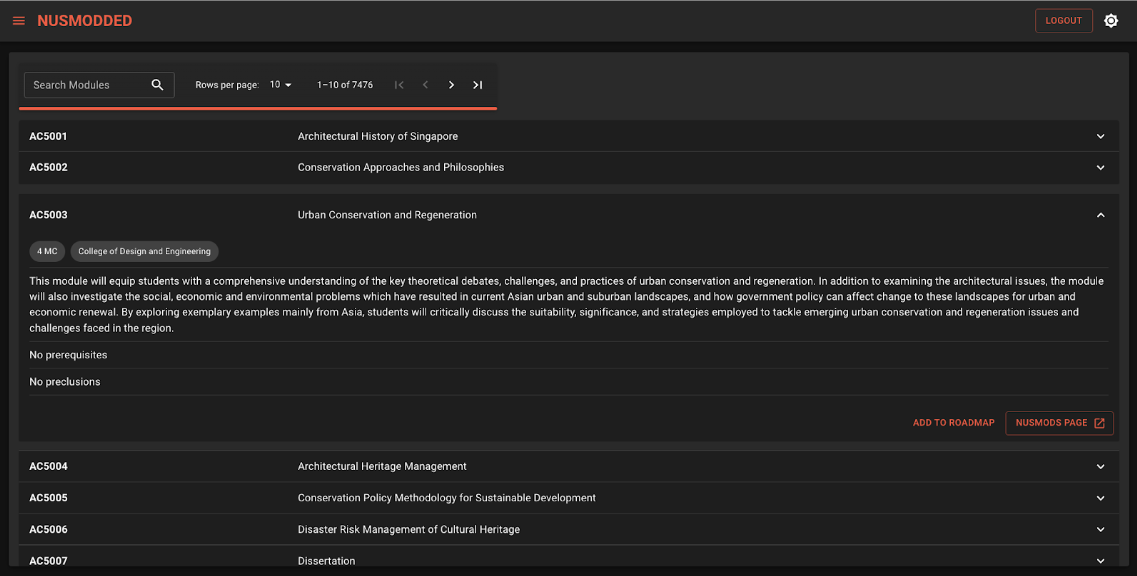 NUSMODDED
LOGOUT
Search Modules
Rows per page: 10
1–10 of 7476
AC5001 Architectural History of Singapore
AC5002 Conservation Approaches and Philosophies
AC5003 Urban Conservation and Regeneration
4 MC College of Design and Engineering
This module will equip students with a comprehensive understanding of the key theoretical debates, challenges, and practices of urban conservation and regeneration. In addition to examining the architectural issues, the module
will also investigate the social, economic and environmental problems which have resulted in current Asian urban and suburban landscapes, and how government policy can affect change to these landscapes for urban and
economic renewal. By exploring exemplary examples mainly from Asia, students will critically discuss the suitability, significance, and strategies employed to tackle emerging urban conservation and regeneration issues and
challenges faced in the region.
No prerequisites
No preclusions
ADD TO ROADMAP NUSMODS PAGE
AC5004 Architectural Heritage Management
AC5005 Conservation Policy Methodology for Sustainable Development
AC5006 Disaster Risk Management of Cultural Heritage
AC5007 Dissertation